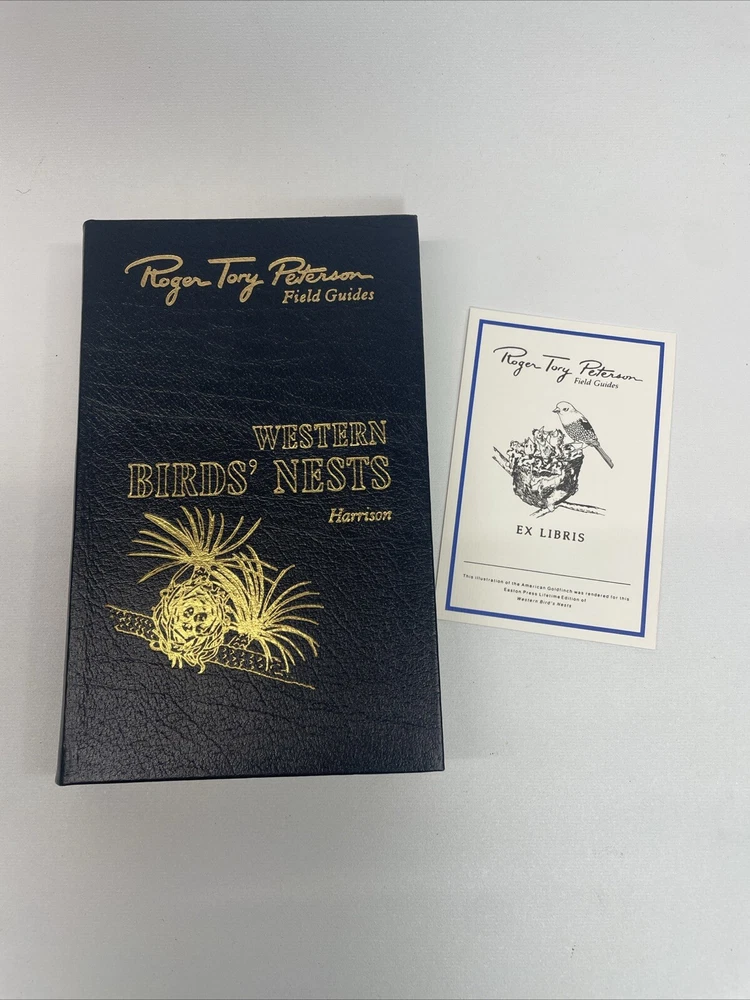 Roger Tory Peterson
Field Guides
WESTERN
BIRDS' NESTS
Harrison
Roger Tory Peterson
Field Guides
EX LIBRIS
This illustration of the American Goldfinch was rendered for this
Easton Press Lifetime Edition of
Western Bird's Nests